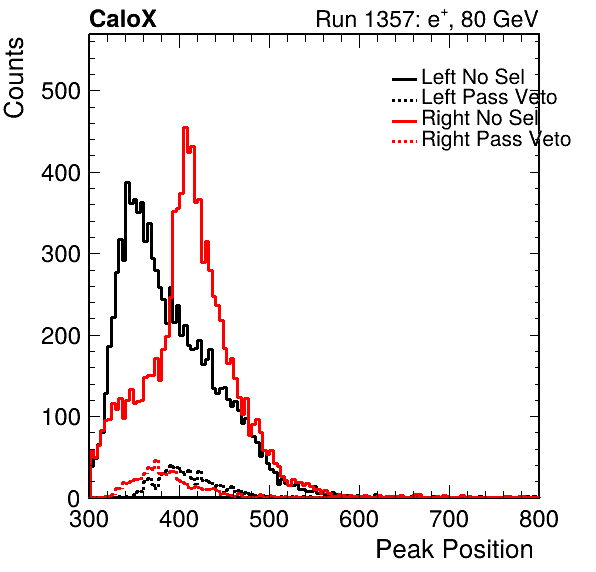 CaloX Run 1357: e+, 80 GeV
Counts
Left No Sel
Left Pass Veto
Right No Sel
Right Pass Veto
500
400
300
200
100
0
300 400 500 600 700 800
Peak Position